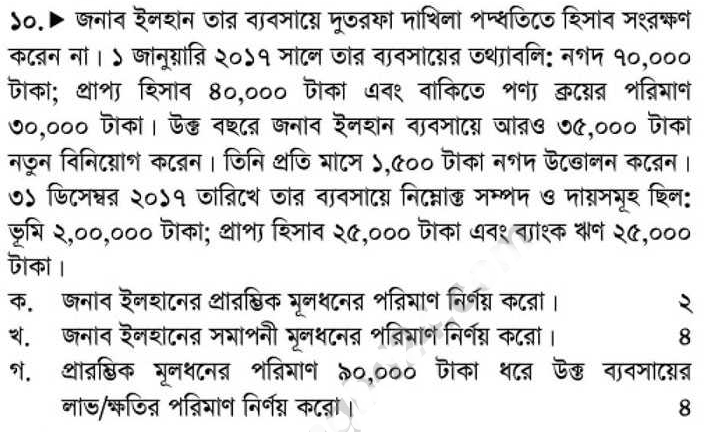 ১০.▶ জনাব ইলহান তার ব্যবসায়ে দুতরফা দাখিলা পদ্ধতিতে হিসাব সংরক্ষণ
করেন না। ১ জানুয়ারি ২০১৭ সালে তার ব্যবসায়ের তথ্যাবলি: নগদ ৭০,০০০
টাকা; প্রাপ্য হিসাব ৪০,০০০ টাকা এবং বাকিতে পণ্য ক্রয়ের পরিমাণ
৩০,০০০ টাকা। উক্ত বছরে জনাব ইলহান ব্যবসায়ে আরও ৩৫,০০০ টাকা
নতুন বিনিয়োগ করেন। তিনি প্রতি মাসে ১,৫০০ টাকা নগদ উত্তোলন করেন।
৩১ ডিসেম্বর ২০১৭ তারিখে তার ব্যবসায়ে নিম্নোক্ত সম্পদ ও দায়সমূহ ছিল:
ভূমি ২,০০,০০০ টাকা; প্রাপ্য হিসাব ২৫,০০০ টাকা এবং ব্যাংক ঋণ ২৫,০০০
টাকা।
ক. জনাব ইলহানের প্রারম্ভিক মূলধনের পরিমাণ নির্ণয় করো। ২
খ. জনাব ইলহানের সমাপনী মূলধনের পরিমাণ নির্ণয় করো। ৪
গ. প্রারম্ভিক মূলধনের পরিমাণ ৯০,০০০ টাকা ধরে উক্ত ব্যবসায়ের
লাভ/ক্ষতির পরিমাণ নির্ণয় করো। ৪